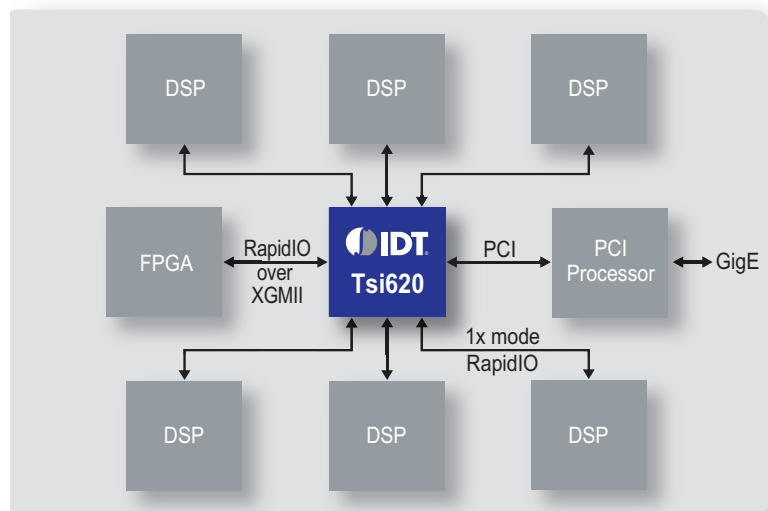 DSP
DSP
DSP
FPGA
RapidIO
over
XGMII
IDT
Tsi620
PCI
PCI
Processor
GigE
1x mode
RapidIO
DSP
DSP
DSP